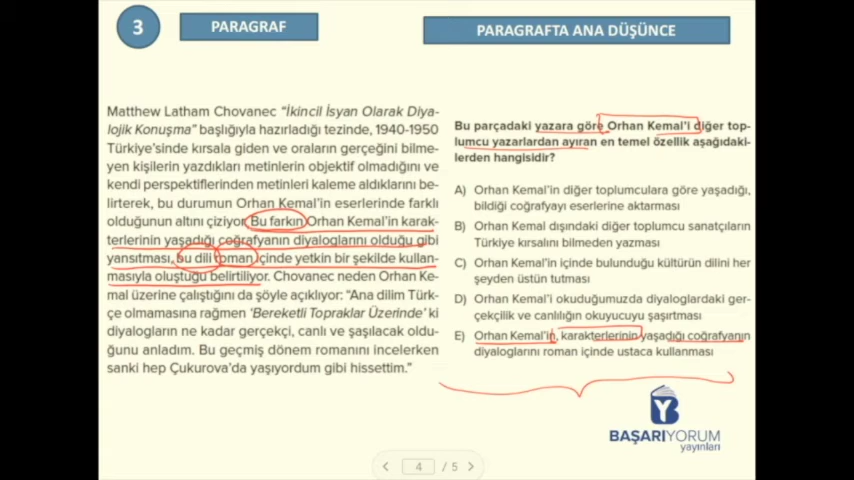 3
PARAGRAF
PARAGRAFTA ANA DÜŞÜNCE
Matthew Latham Chovanec “İkincil İsyan Olarak Diya-
lojik Konuşma” başlığıyla hazırladığı tezinde, 1940-1950
Türkiye’sinde kırsala giden ve oraların gerçeğini bilme-
yen kişilerin yazdıkları metinlerin objektif olmadığını ve
kendi perspektiflerinden metinleri kaleme aldıklarını be-
lirterek, bu durumun Orhan Kemal’in eserlerinde farklı
olduğunun altını çiziyor. Bu farkın Orhan Kemal’in karak-
terlerinin yaşadığı coğrafyanın diyaloglarını olduğu gibi
yansıtması, bu dili roman içinde yetkin bir şekilde kullan-
masıyla oluştuğu belirtiliyor. Chovanec neden Orhan Ke-
mal üzerine çalıştığını da şöyle açıklıyor: “Ana dilim Türk-
çe olmamasına rağmen ‘Bereketli Topraklar Üzerinde’ ki
diyalogların ne kadar gerçekçi, canlı ve şaşılacak oldu-
ğunu anladım. Bu geçmiş dönem romanını incelerken
sanki hep Çukurova’da yaşıyordum gibi hissettim.”
Bu parçadaki yazara göre Orhan Kemal’i diğer top-
lumcu yazarlardan ayıran en temel özellik aşağıdaki-
lerden hangisidir?
A) Orhan Kemal’in diğer toplumculara göre yaşadığı,
bildiği coğrafyayı eserlerine aktarması
B) Orhan Kemal dışındaki diğer toplumcu sanatçıların
Türkiye kırsalını bilmeden yazması
C) Orhan Kemal’in içinde bulunduğu kültürün dilini her
şeyden üstün tutması
D) Orhan Kemal’i okuduğumuzda diyaloglardaki ger-
çekçilik ve canlılığın okuyucuyu şaşırtması
E) Orhan Kemal’in, karakterlerinin yaşadığı coğrafyanın
diyaloglarını roman içinde ustaca kullanması
BAŞARIYORUM
yayınları
4 / 5